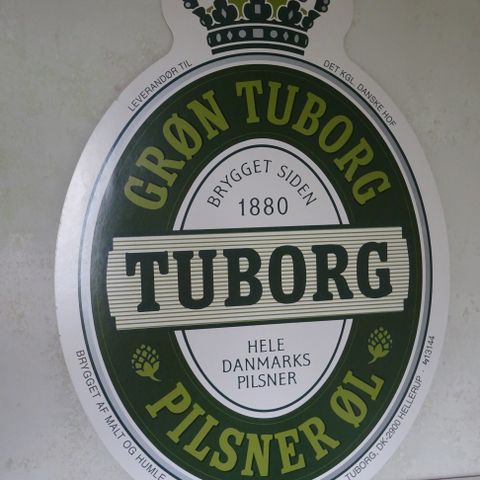 LEVERANDØR TIL
DET KGL. DANSKE HOF
GRØN TUBORG
BRYGGET SIDEN
1880
TUBORG
HELE
DANMARKS
PILSNER
PILSNER ØL
BRYGGET AF MALT OG HUMLE
TUBORG, DK-2900 HELLERUP
13144